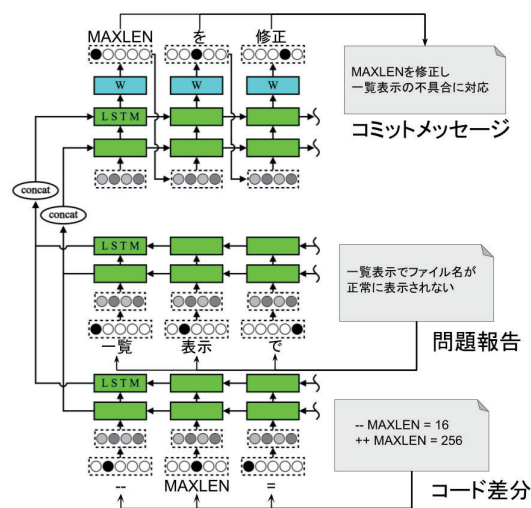 MAXLEN を 修正
W W W
LSTM
MAXLENを修正し
一覧表示の不具合に対応
コミットメッセージ
concat
concat
LSTM
一覧 表示 で
一覧表示でファイル名が
正常に表示されない
問題報告
LSTM
-- MAXLEN =
-- MAXLEN = 16
++ MAXLEN = 256
コード差分